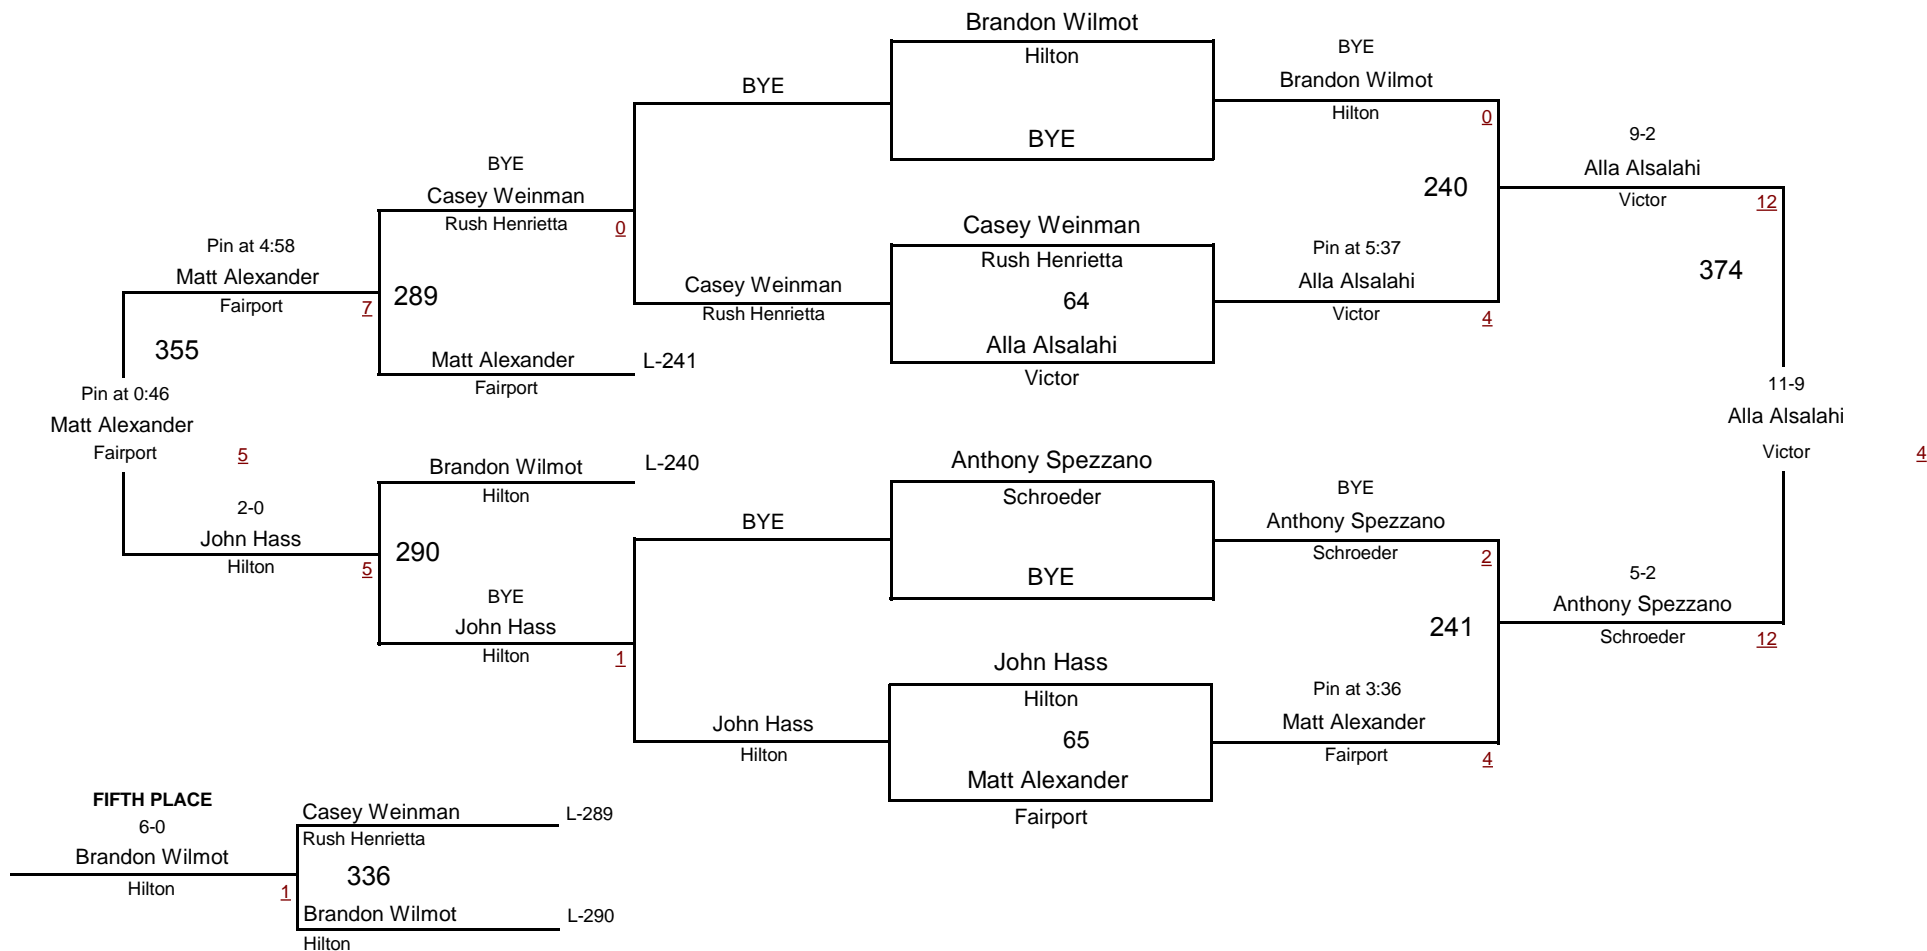 Brandon Wilmot
Hilton
BYE
BYE
Brandon Wilmot
Hilton
0
BYE
240
9-2
Alla Alsalahi
Victor
12
BYE
Casey Weinman
Rush Henrietta
0
Casey Weinman
Rush Henrietta
64
Alla Alsalahi
Victor
Pin at 5:37
Alla Alsalahi
Victor
4
374
Pin at 4:58
Matt Alexander
Fairport
7
289
Casey Weinman
Rush Henrietta
Matt Alexander
Fairport
L-241
355
Pin at 0:46
Matt Alexander
Fairport
5
11-9
Alla Alsalahi
Victor
4
Brandon Wilmot
Hilton
L-240
Anthony Spezzano
Schroeder
BYE
BYE
BYE
Anthony Spezzano
Schroeder
2
2-0
John Hass
Hilton
5
290
BYE
John Hass
Hilton
1
241
5-2
Anthony Spezzano
Schroeder
12
John Hass
Hilton
65
Matt Alexander
Fairport
Pin at 3:36
Matt Alexander
Fairport
4
John Hass
Hilton
FIFTH PLACE
6-0
Brandon Wilmot
Hilton
1
Casey Weinman
Rush Henrietta
L-289
336
Brandon Wilmot
Hilton
L-290